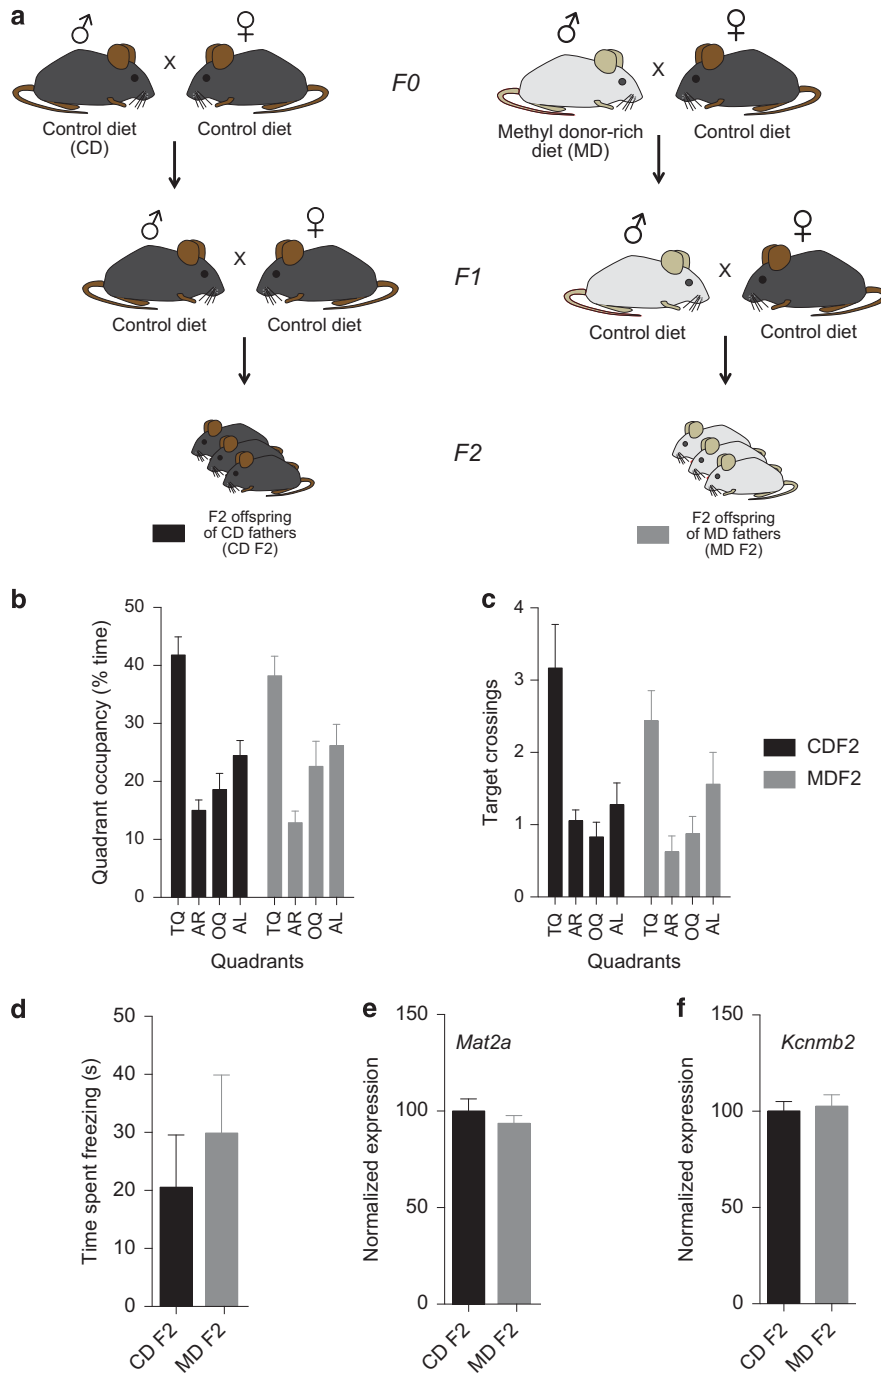 a
♂ X ♀
F0
♂ X ♀
Control diet
(CD)
Control diet
Methyl donor-rich
diet (MD)
Control diet
♂ X ♀
F1
♂ X ♀
Control diet
Control diet
Control diet
Control diet
F2
F2 offspring
of CD fathers
(CD F2)
F2 offspring
of MD fathers
(MD F2)
b
Quadrant occupancy (% time)
50
40
30
20
10
0
TQ AR OQ AL TQ AR OQ AL
Quadrants
c
Target crossings
4
3
2
1
0
TQ AR OQ AL TQ AR OQ AL
Quadrants
CDF2
MDF2
d
Time spent freezing (s)
50
40
30
20
10
0
CD F2 MD F2
e
Normalized expression
150
100
50
0
Mat2a
CD F2 MD F2
f
Normalized expression
150
100
50
0
Kcnmb2
CD F2 MD F2